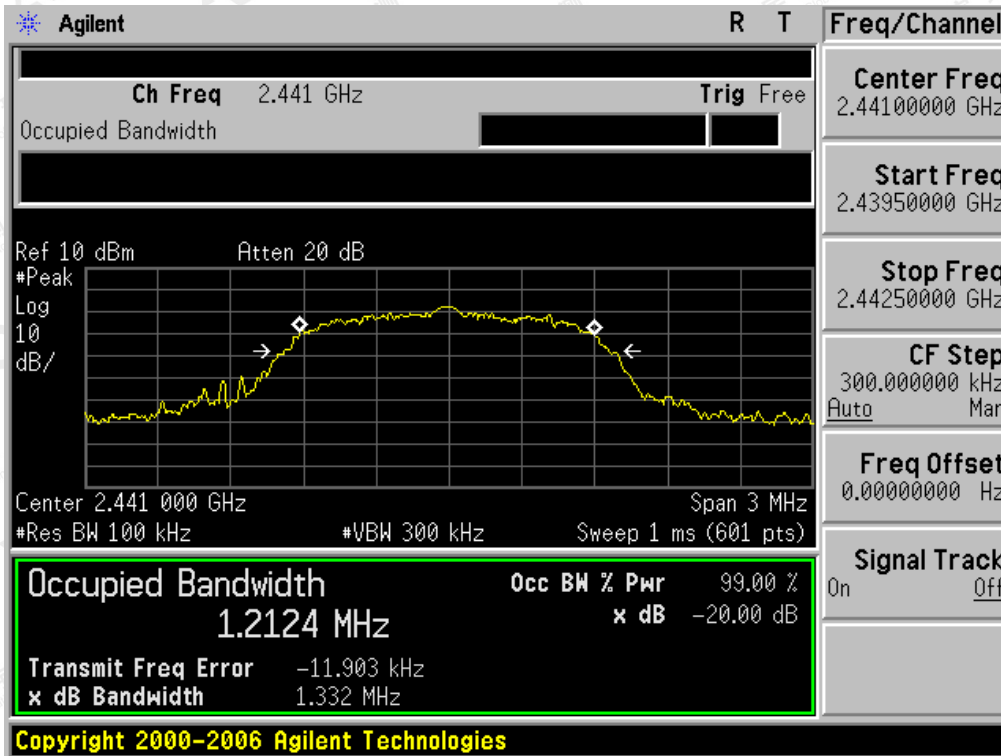 Agilent R T
Freq/Channel
Ch Freq 2.441 GHz Trig Free
Occupied Bandwidth
Center Freq
2.44100000 GHz
Start Freq
2.43950000 GHz
Stop Freq
2.44250000 GHz
CF Step
300.000000 kHz
Auto Man
Freq Offset
0.00000000 Hz
Signal Track
On Off
Ref 10 dBm Atten 20 dB
#Peak
Log
10
dB/
Center 2.441 000 GHz Span 3 MHz
#Res BW 100 kHz #VBW 300 kHz Sweep 1 ms (601 pts)
Occupied Bandwidth Occ BW % Pwr 99.00 %
1.2124 MHz x dB -20.00 dB
Transmit Freq Error -11.903 kHz
x dB Bandwidth 1.332 MHz
Copyright 2000-2006 Agilent Technologies